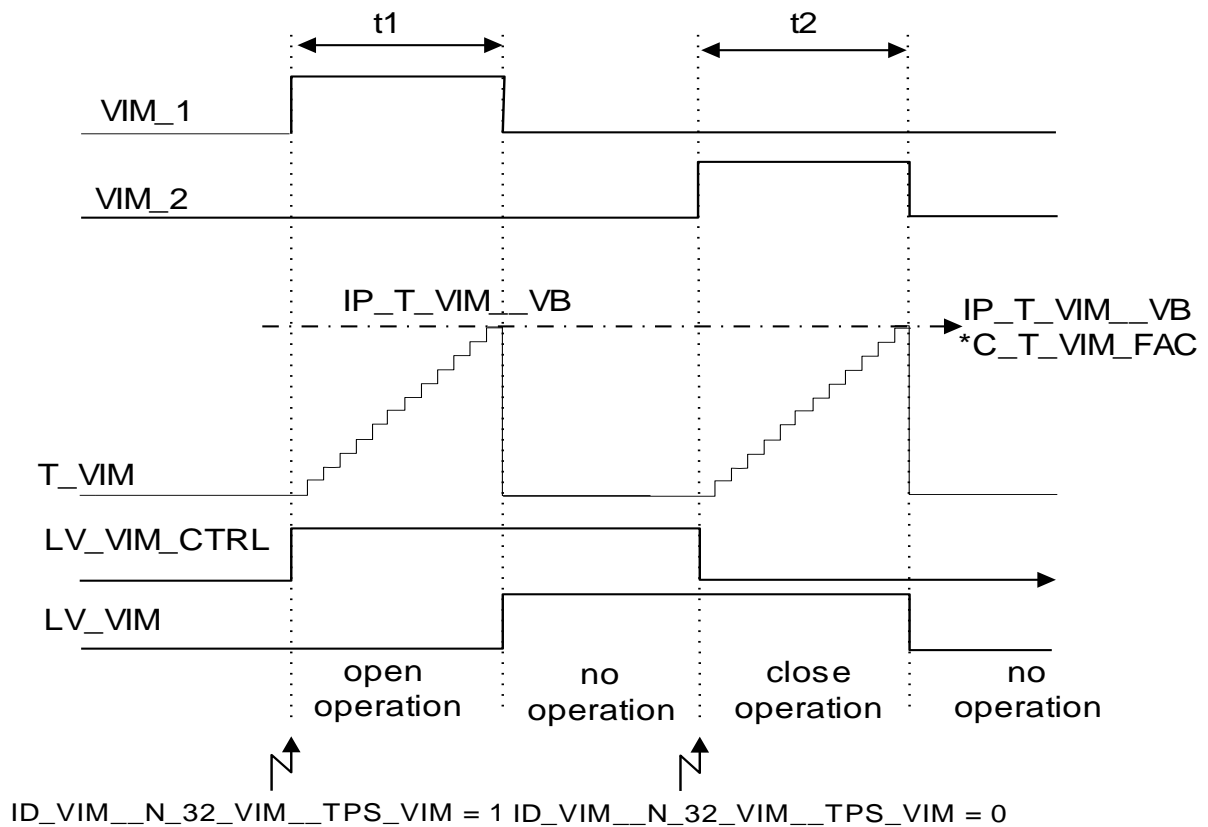 t1
t2
VIM_1
VIM_2
IP_T_VIM__VB
IP_T_VIM__VB
*C_T_VIM_FAC
T_VIM
LV_VIM_CTRL
LV_VIM
open
operation
no
operation
close
operation
no
operation
ID_VIM__N_32_VIM__TPS_VIM = 1
ID_VIM__N_32_VIM__TPS_VIM = 0